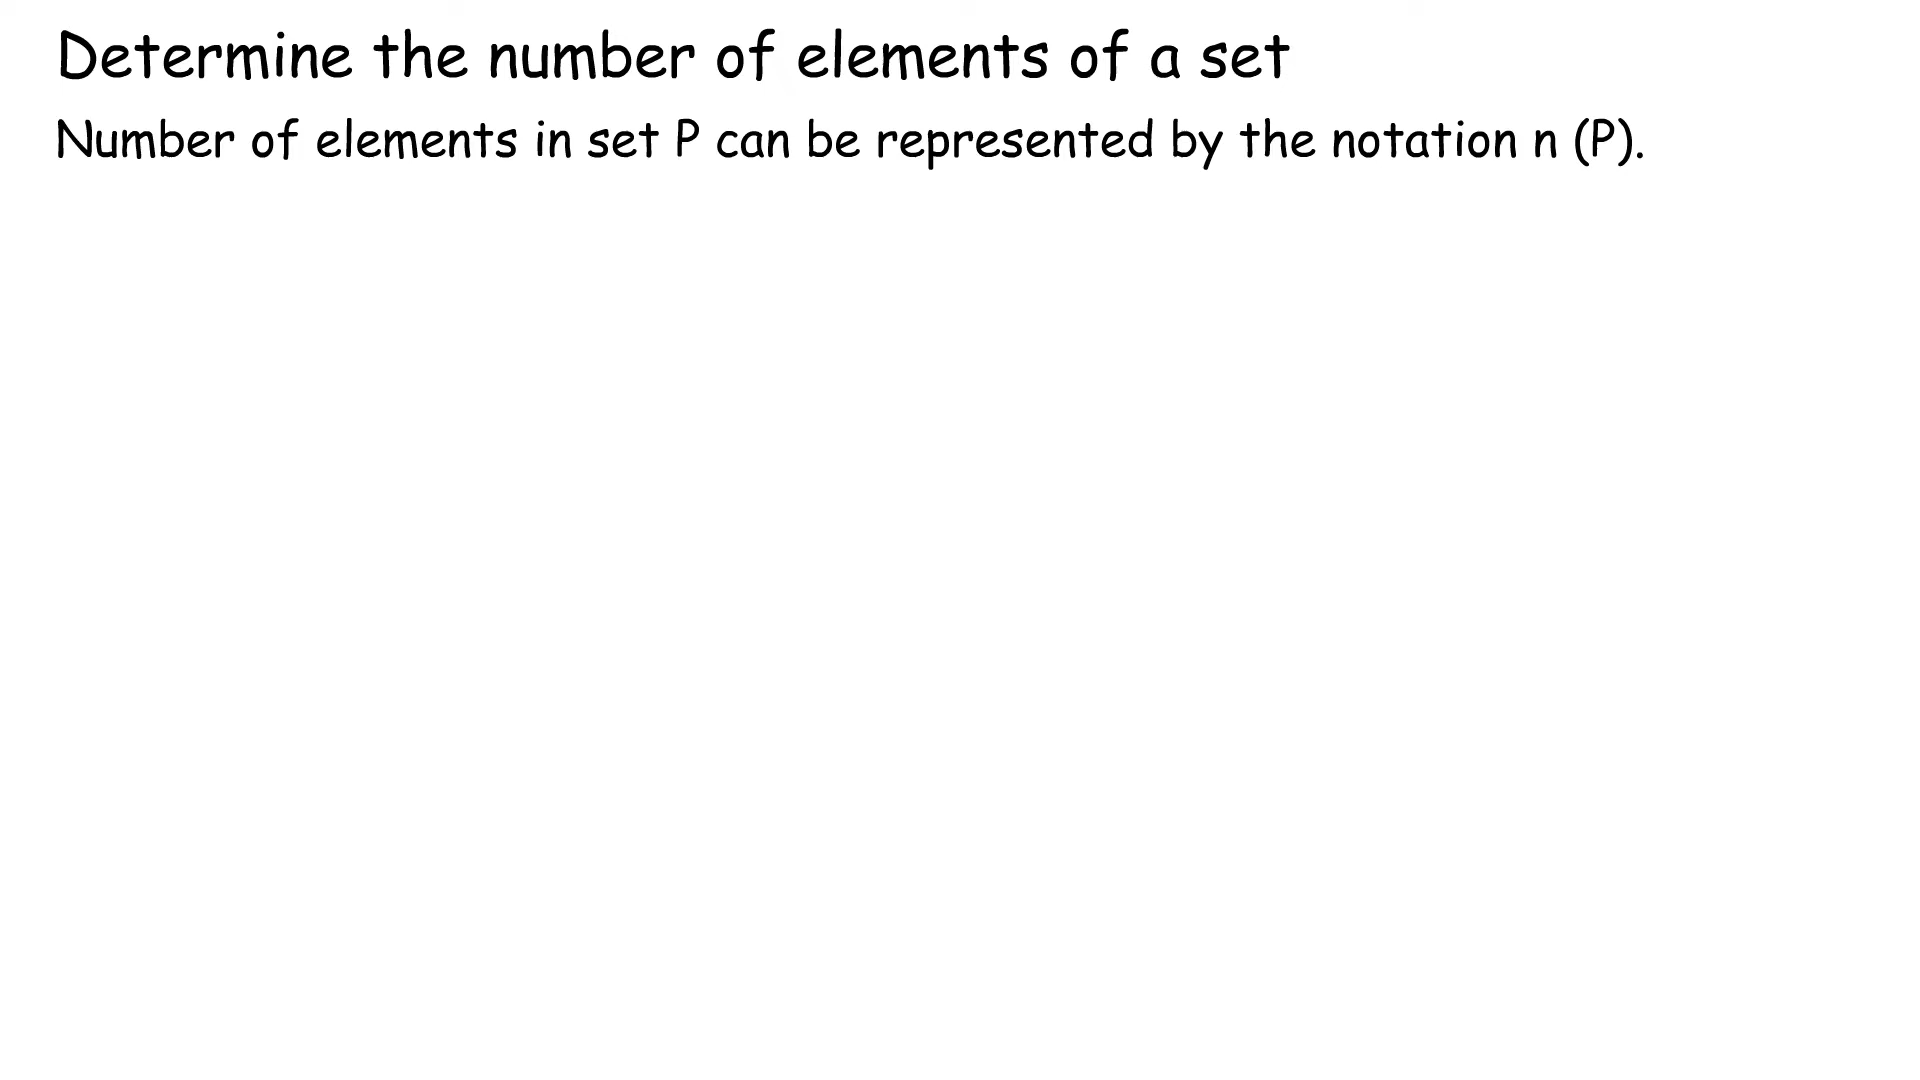 Determine the number of elements of a set
Number of elements in set P can be represented by the notation n (P).